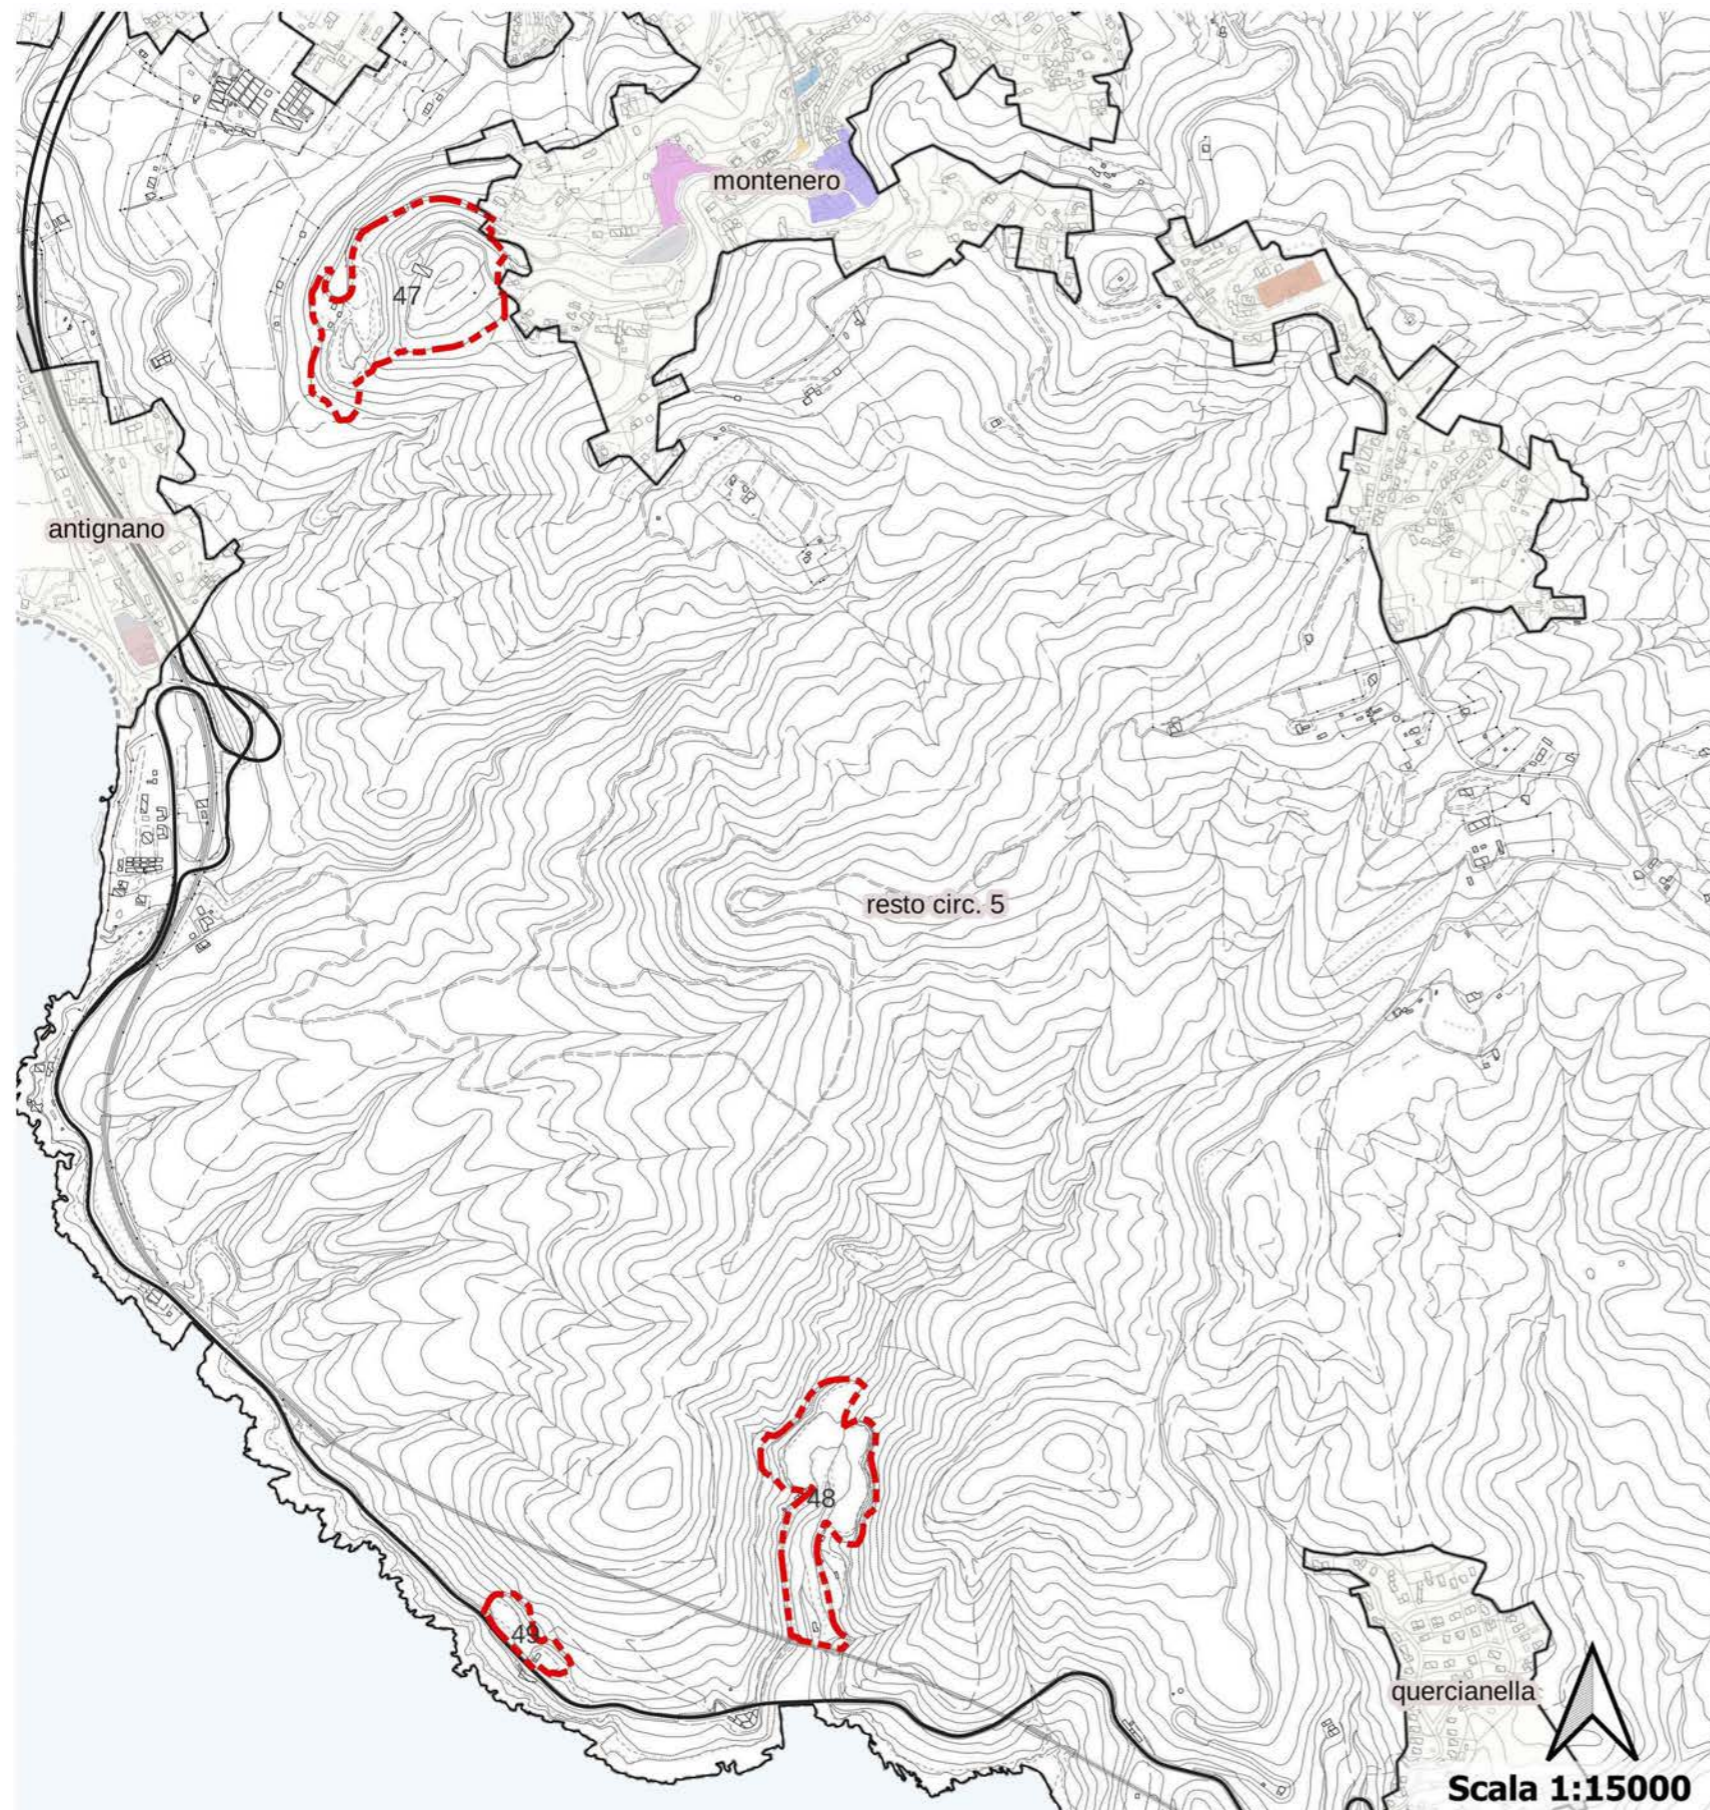 montenero
47
antignano
resto circ. 5
48
49
quercianella
Scala 1:15000